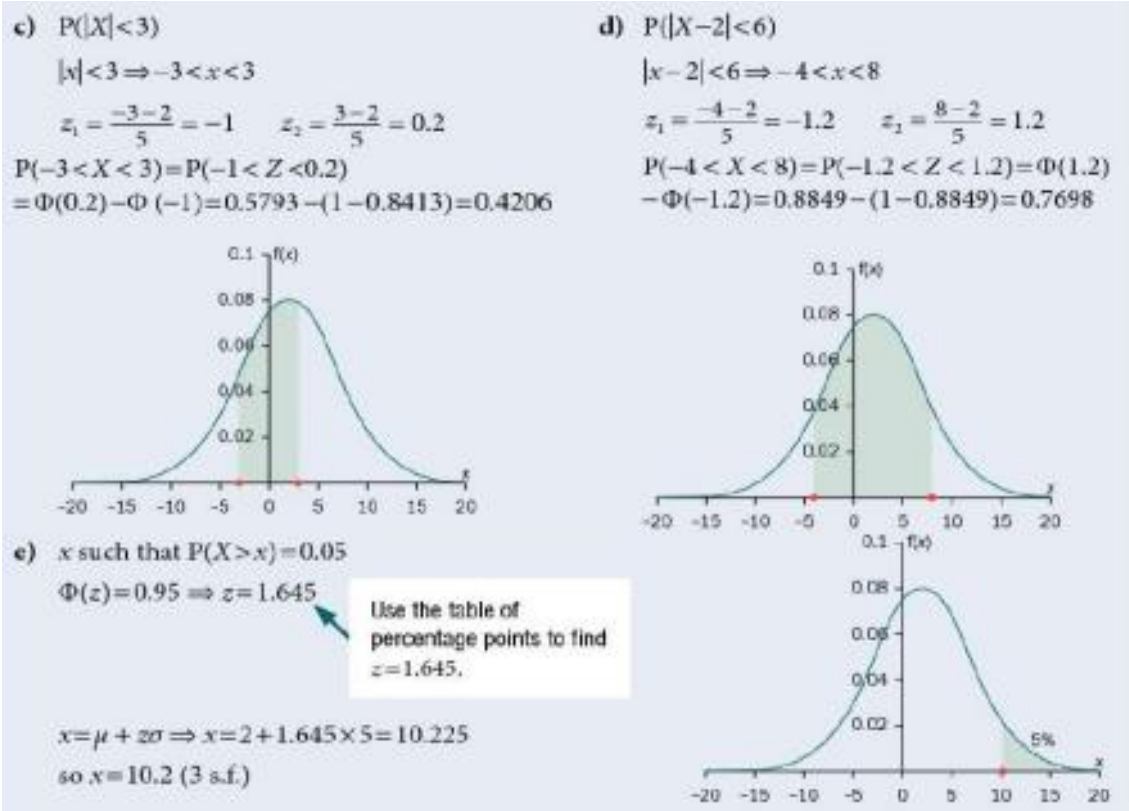 c) P(|X|<3)
|x|<3⇒−3<x<3
z₁ = (−3−2)/5 = −1 z₂ = (3−2)/5 = 0.2
P(−3<X<3)=P(−1<Z<0.2)
=Φ(0.2)−Φ (−1)=0.5793−(1−0.8413)=0.4206
0.1 f(x)
0.08
0.06
0.04
0.02
x
-20 -15 -10 -5 0 5 10 15 20
d) P(|X−2|<6)
|x−2|<6⇒−4<x<8
z₁ = (−4−2)/5 = −1.2 z₂ = (8−2)/5 = 1.2
P(−4<X<8)=P(−1.2<Z<1.2)=Φ(1.2)
−Φ(−1.2)=0.8849−(1−0.8849)=0.7698
0.1 f(x)
0.08
0.06
0.04
0.02
x
-20 -15 -10 -5 0 5 10 15 20
e) x such that P(X>x)=0.05
Φ(z)=0.95 ⇒ z=1.645
Use the table of
percentage points to find
z=1.645.
x=μ+zσ⇒x=2+1.645×5=10.225
so x=10.2 (3 s.f.)
0.1 f(x)
0.08
0.06
0.04
0.02
5%
x
-20 -15 -10 -5 0 5 10 15 20